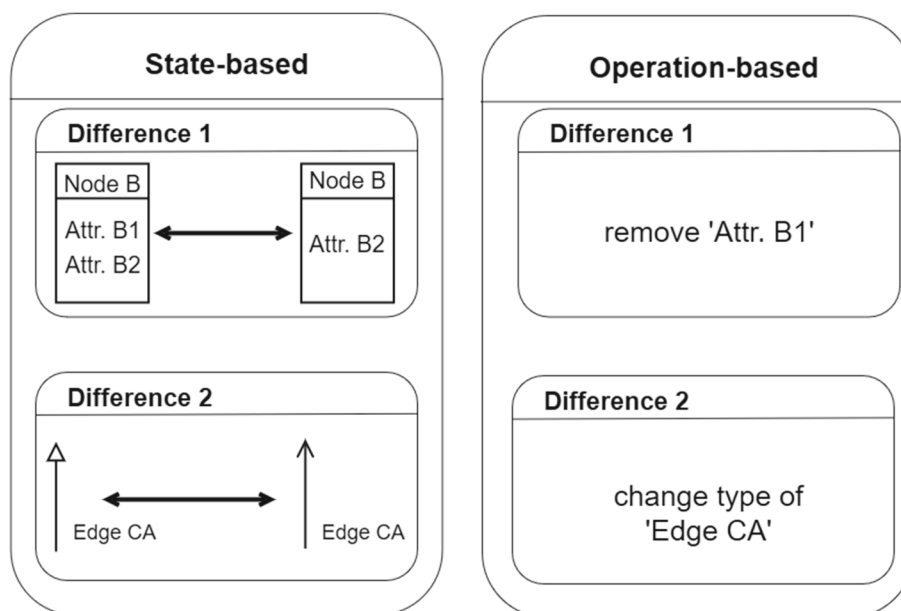 State-based
Difference 1
Node B
Attr. B1
Attr. B2
Node B
Attr. B2
Difference 2
Edge CA
Edge CA
Operation-based
Difference 1
remove 'Attr. B1'
Difference 2
change type of
'Edge CA'